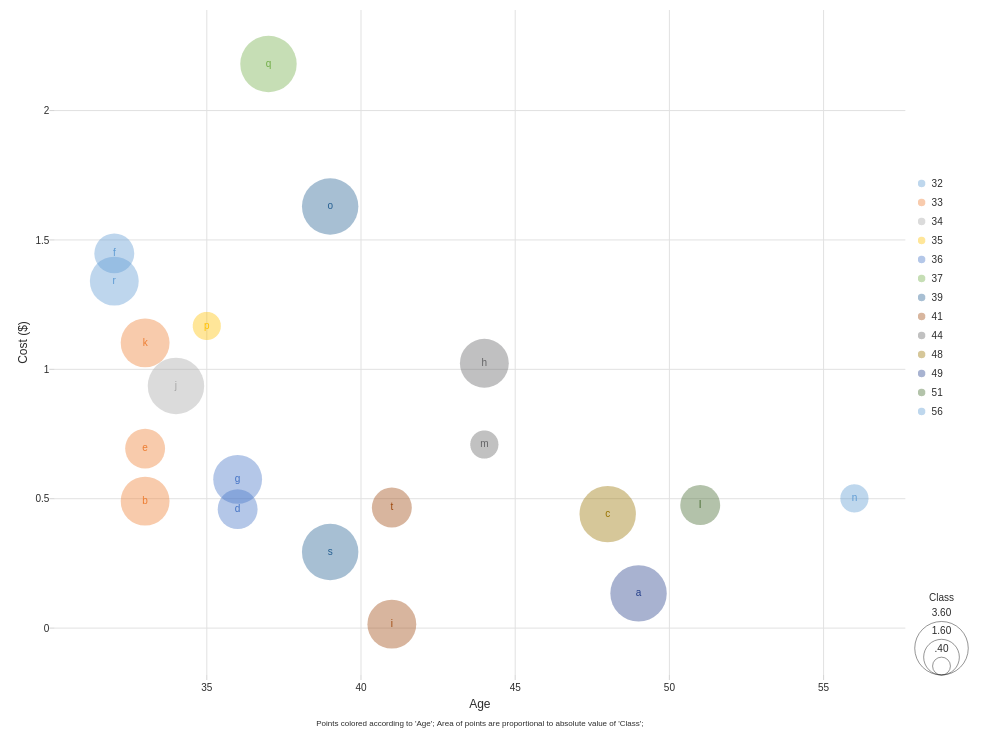 q
2
32
o
33
34
1.5
35
f
36
r
37
39
p
Cost ($)
k
41
h
44
1
48
j
49
51
56
m
e
g
0.5
b
n
d
t
c
l
s
a
Class
3.60
i
0
1.60
.40
35
40
45
50
55
Age
Points colored according to 'Age'; Area of points are proportional to absolute value of 'Class';